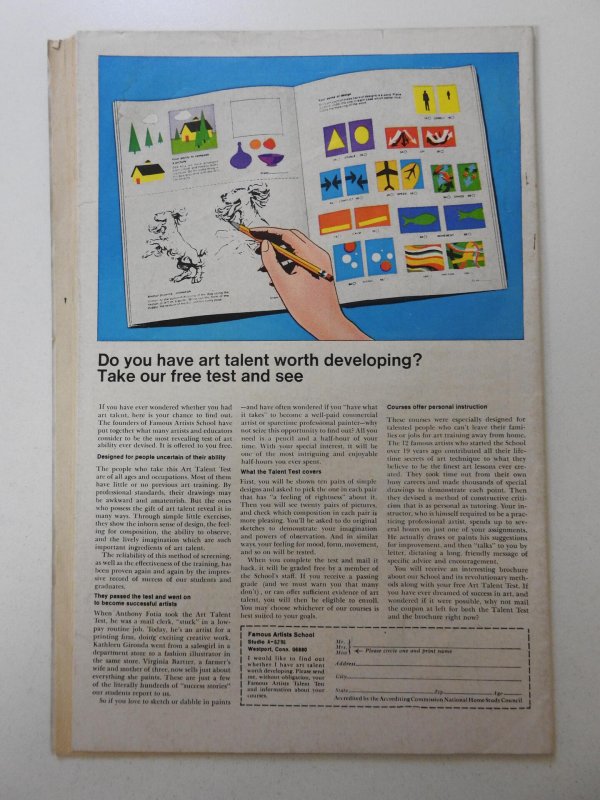 Your sense of design
Do you have art talent worth developing?
Take our free test and see
If you have ever wondered whether you had
art talent, here is your chance to find out.
The founders of Famous Artists School have
put together what many artists and educators
consider to be the most revealing test of art
ability ever devised. It is offered to you free.
Designed for people uncertain of their ability
The people who take this Art Talent Test
are of all ages and occupations. Most of them
have little or no previous art training. By
professional standards, their drawings may
be awkward and amateurish. But the ones
who possess the gift of art talent reveal it in
many ways. Through simple little exercises,
they show the inborn sense of design, the feel-
ing for composition, the ability to observe,
and the lively imagination which are such
important ingredients of art talent.
The reliability of this method of screening,
as well as the effectiveness of the training, has
been proven again and again by the impres-
sive record of success of our students and
graduates.
They passed the test and went on
to become successful artists
When Anthony Fotia took the Art Talent
Test, he was a mail clerk, "stuck" in a low-
pay routine job. Today, he's an artist for a
printing firm, doing exciting creative work.
Kathleen Gironda went from a salesgirl in a
department store to a fashion illustrator in
the same store. Virginia Bartter, a farmer's
wife and mother of three, now sells just about
everything she paints. These are just a few
of the literally hundreds of "success stories"
our students report to us.
So if you love to sketch or dabble in paints
—and have often wondered if you "have what
it takes" to become a well-paid commercial
artist or sparetime professional painter—why
not seize this opportunity to find out? All you
need is a pencil and a half-hour of your
time. With your special interest, it will be
one of the most intriguing and enjoyable
half-hours you ever spent.
What the Talent Test covers
First, you will be shown ten pairs of simple
designs and asked to pick the one in each pair
that has "a feeling of rightness" about it.
Then you will see twenty pairs of pictures,
and check which composition in each pair is
more pleasing. You'll be asked to do original
sketches to demonstrate your imagination
and powers of observation. And in similar
ways, your feeling for mood, form, movement,
and so on will be tested.
When you complete the test and mail it
back, it will be graded free by a member of
the School's staff. If you receive a passing
grade (and we must warn you that many
don't), or can offer sufficient evidence of art
talent, you will then be eligible to enroll.
You may choose whichever of our courses is
best suited to your goals.
Courses offer personal instruction
These courses were especially designed for
talented people who can't leave their fami-
lies or jobs for art training away from home.
The 12 famous artists who started the School
over 19 years ago contributed all their life-
time secrets of art technique to what they
believe to be the finest art lessons ever cre-
ated. They took time out from their own
busy careers and made thousands of special
drawings to demonstrate each point. Then
they devised a method of constructive criti-
cism that is as personal as tutoring. Your in-
structor, who is himself required to be a prac-
ticing professional artist, spends up to sev-
eral hours on just one of your assignments.
He actually draws or paints his suggestions
for improvement, and then "talks" to you by
letter, dictating a long, friendly message of
specific advice and encouragement.
You will receive an interesting brochure
about our School and its revolutionary meth-
ods along with your free Art Talent Test. If
you have ever dreamed of success in art, and
wondered if it were possible, why not mail
the coupon at left for both the Talent Test
and the brochure right now?
Famous Artists School
Westport, Conn. 06880
I would like to find out
whether I have art talent
worth developing. Please send
me, without obligation, your
Famous Artists Talent Test
and information about your
courses.
Mr.
Mrs.
Miss
Please circle one and print name
Address
City
State Zip Age
Accredited by the Accrediting Commission National Home Study Council